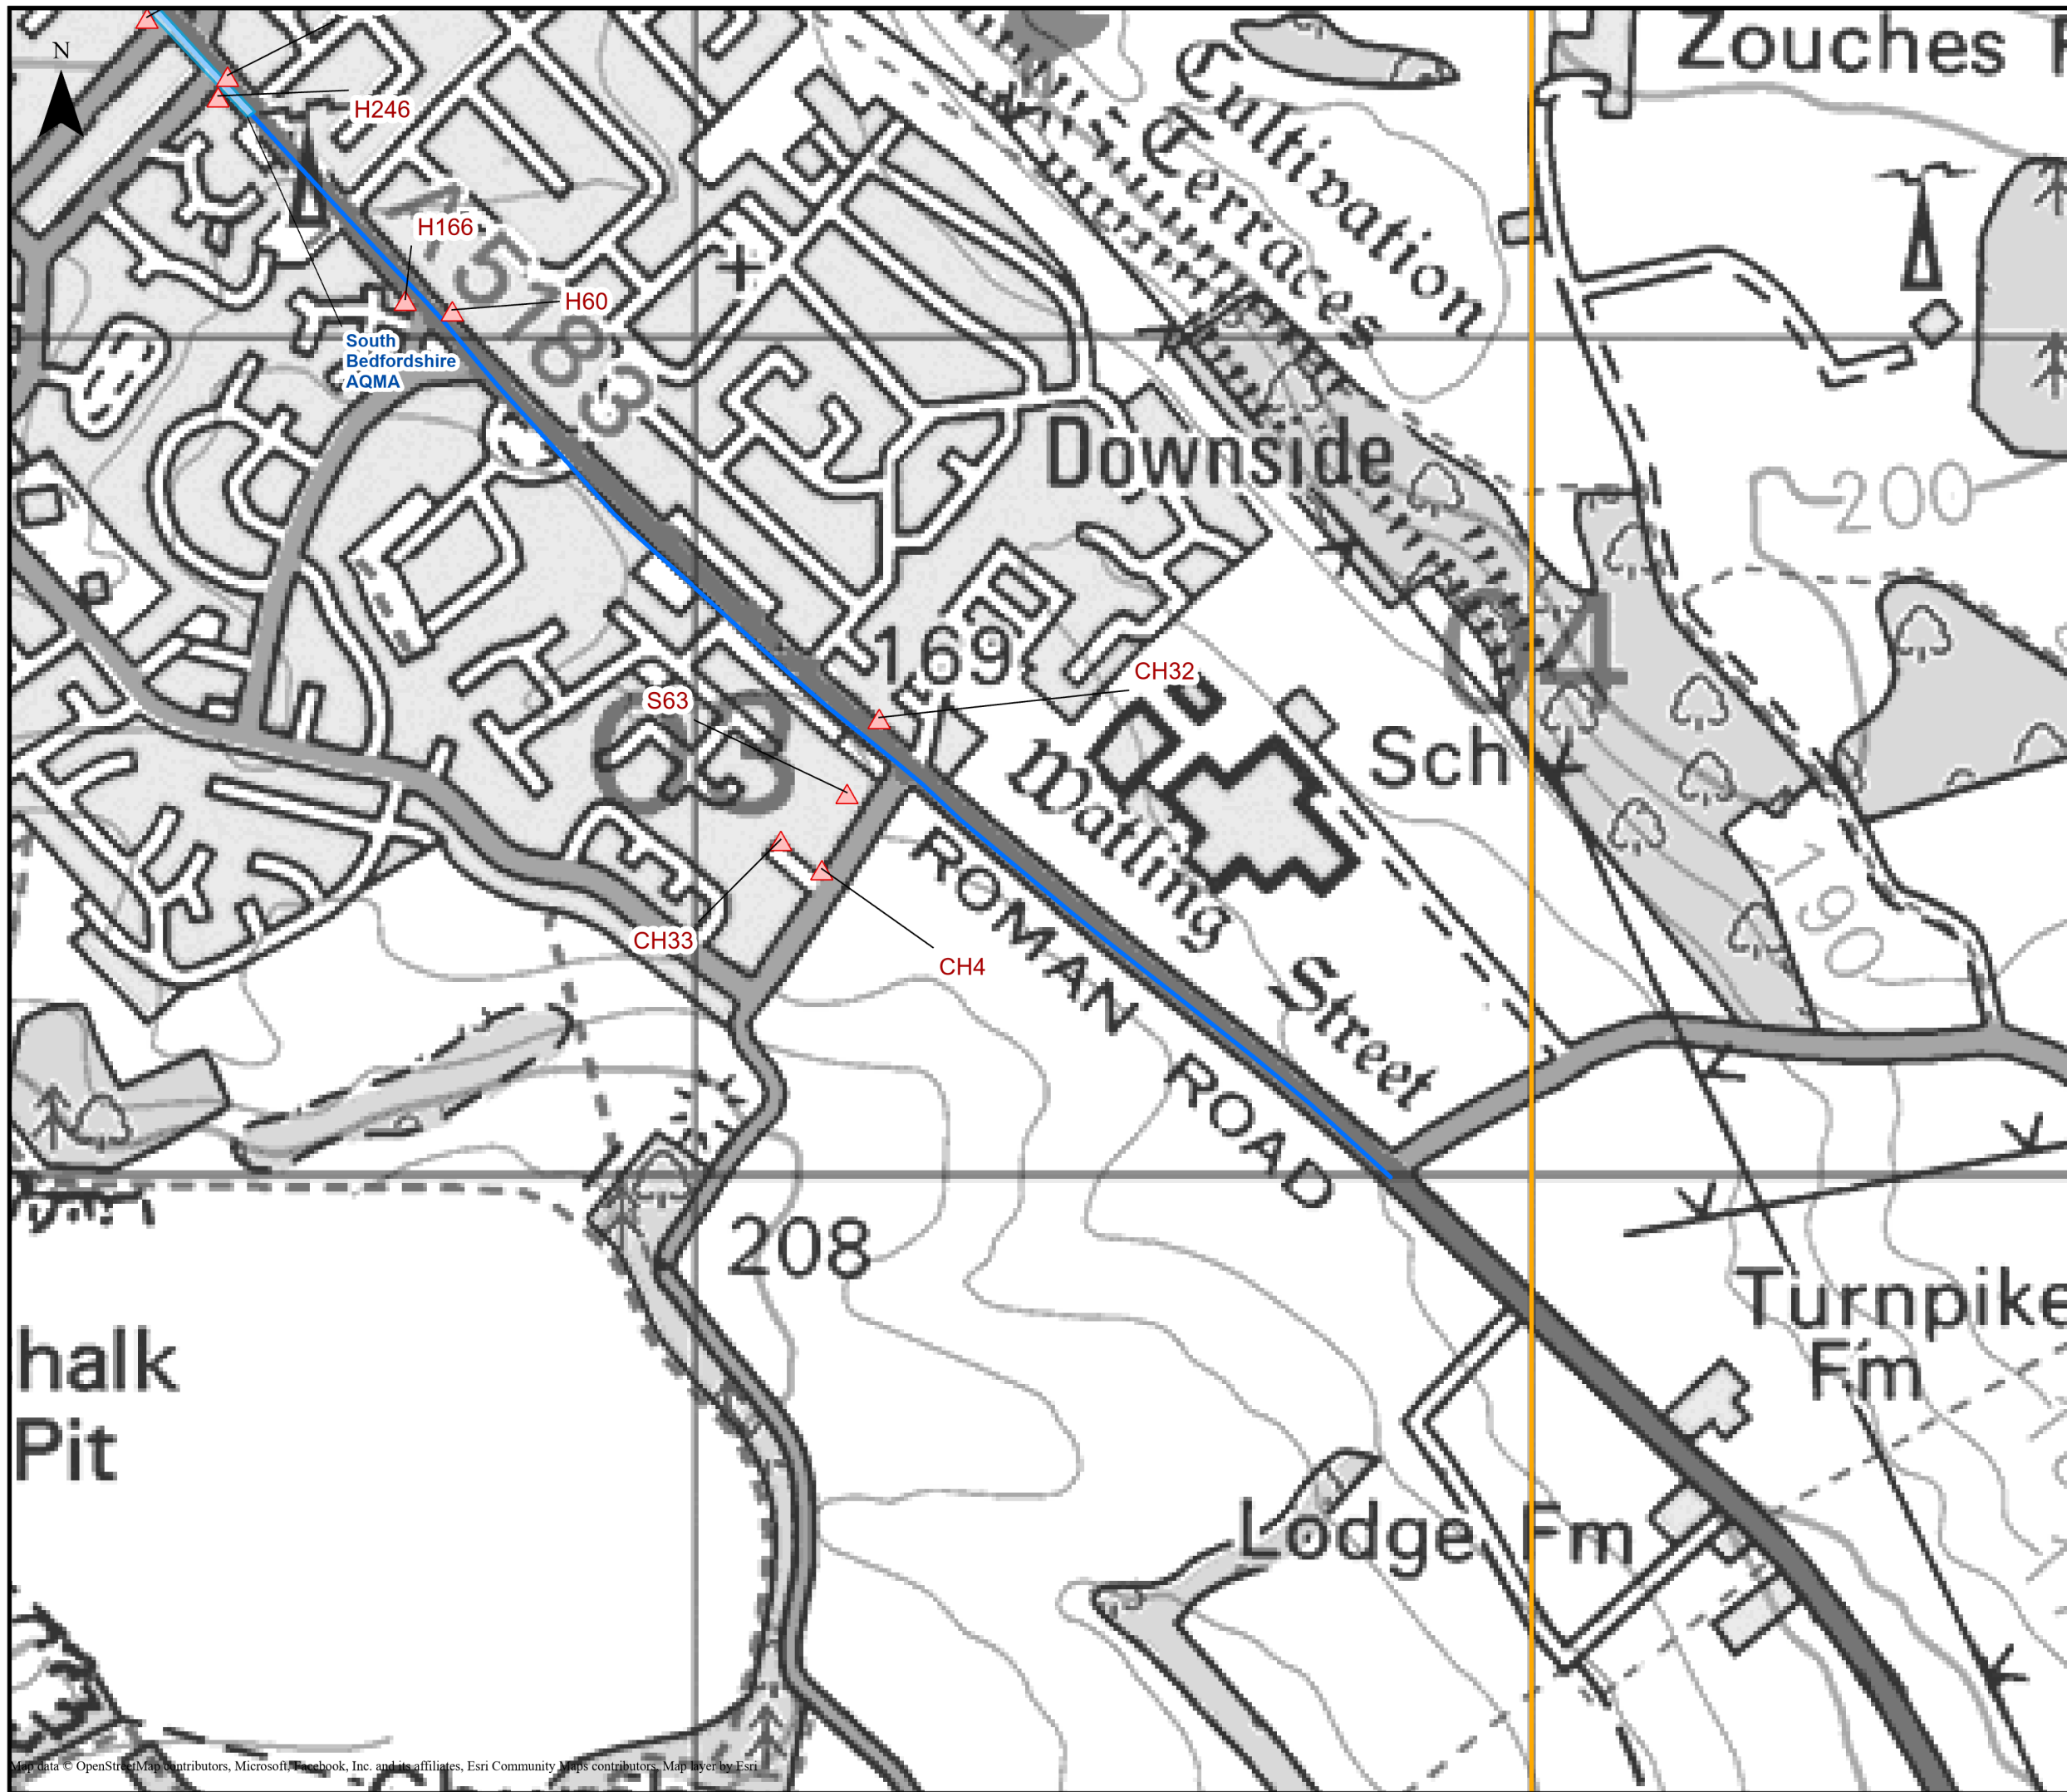 Zouches F
N
Cultivation
Terraces
H246
A5183
H166
H60
South
Bedfordshire
AQMA
Downside
200
64
169
CH32
S63
63
Sch
Watling
Street
ROMAN
ROAD
190
CH33
CH4
208
Turnpike
Fm
halk
Pit
Lodge Fm
Map data © OpenStreetMap contributors, Microsoft, Facebook, Inc. and its affiliates, Esri Community Maps contributors, Map layer by Esri